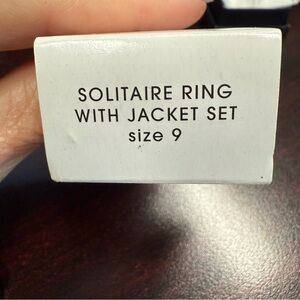 SOLITAIRE RING
WITH JACKET SET
size 9